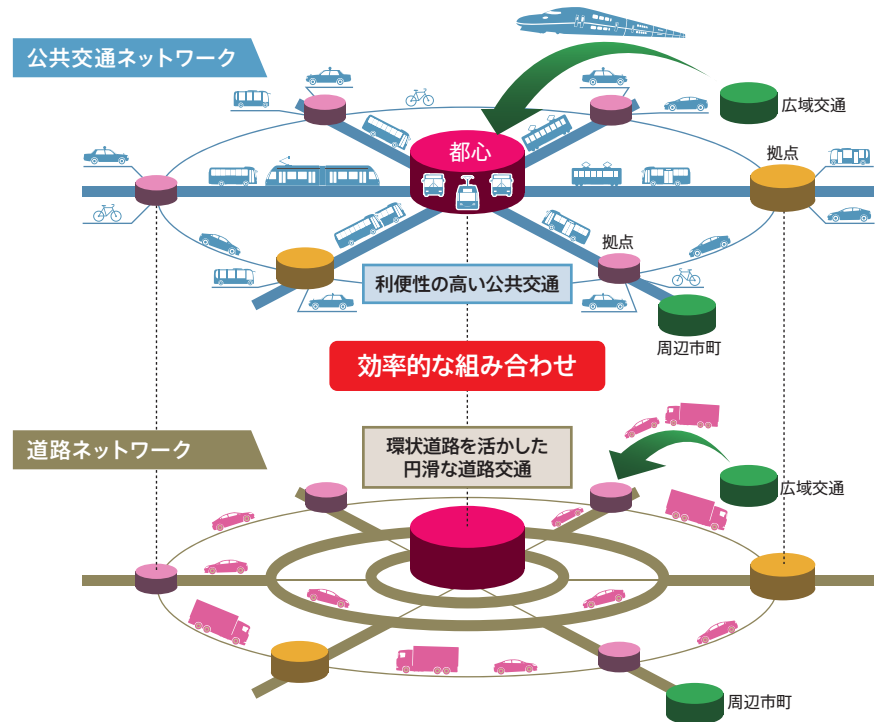 公共交通ネットワーク
広域交通
都心
拠点
拠点
利便性の高い公共交通
周辺市町
効率的な組み合わせ
道路ネットワーク
環状道路を活かした
円滑な道路交通
広域交通
周辺市町